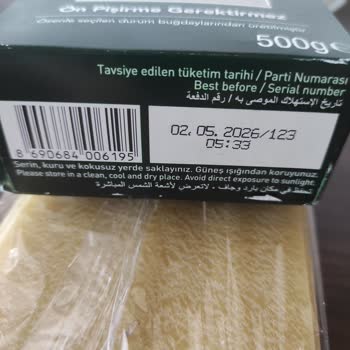 Ön Pişirme Gerektirmez
Özenle seçilen durum buğdaylarından üretilmiştir
500g℮
Tavsiye edilen tüketim tarihi / Parti Numarası
Best before / Serial number
تاريخ الإستهلاك الموصى به / رقم الدفعة
02.05.2026/123
05:33
8 690684 006195
Serin, kuru ve kokusuz yerde saklayınız. Güneş ışığından koruyunuz.
Please store in a clean, cool and dry place. Avoid direct exposure to sunlight.
تحفظ في مكان بارد وجاف ، لاتعرض لأشعة الشمس المباشرة